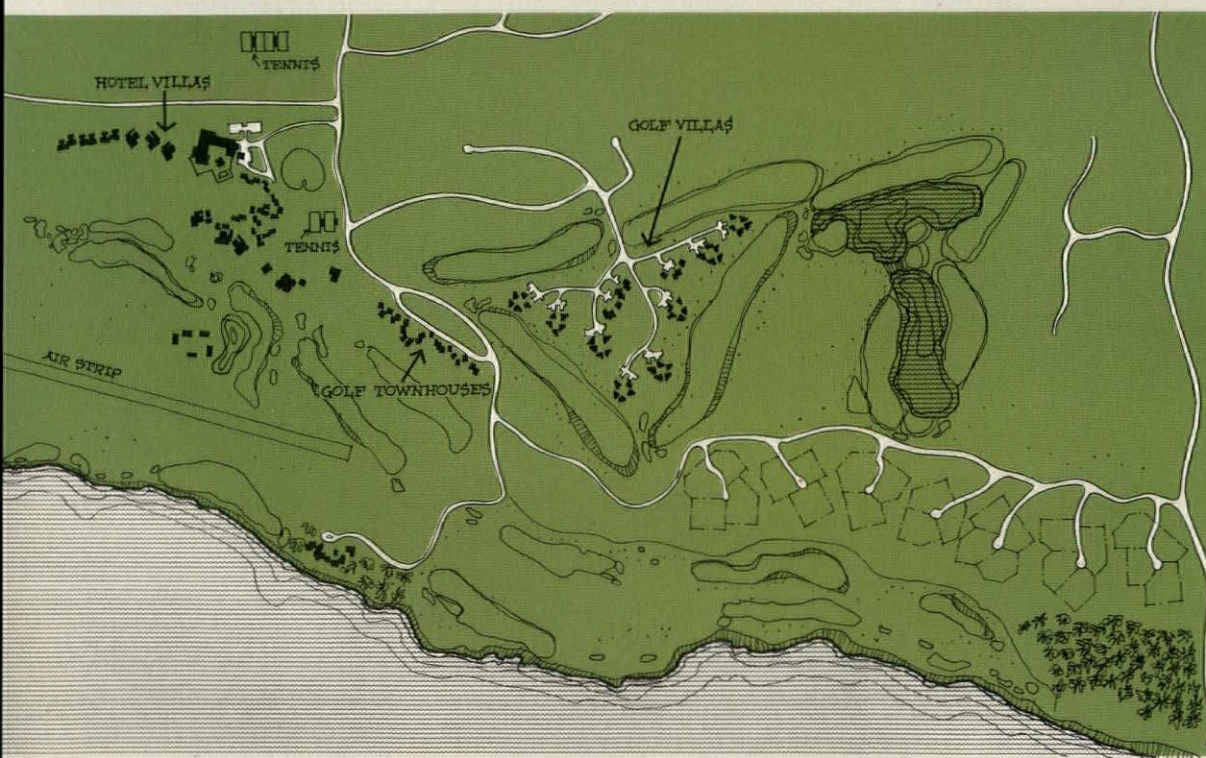 TENNIS
HOTEL VILLAS
GOLF VILLAS
TENNIS
AIR STRIP
GOLF TOWNHOUSES